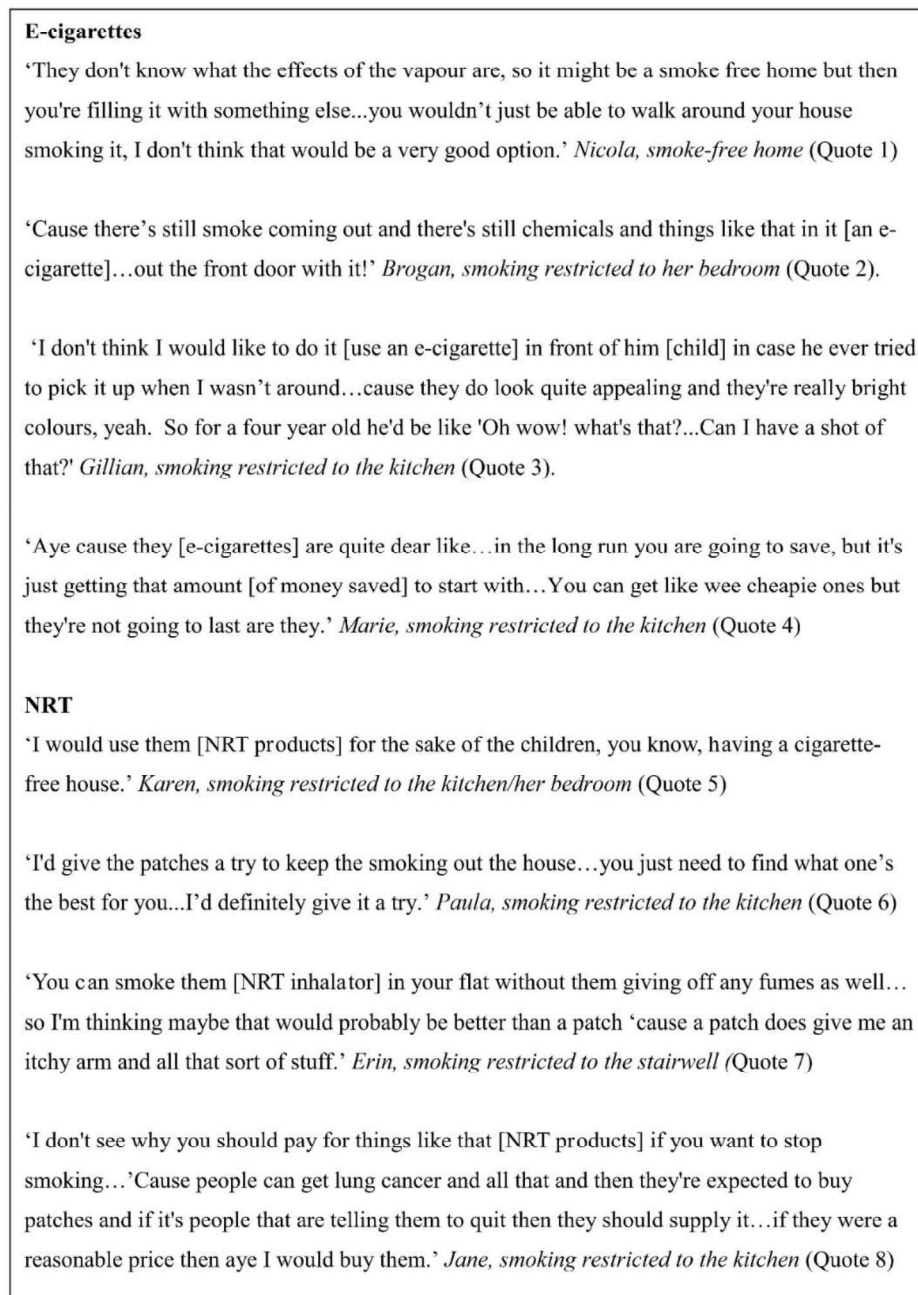 E-cigarettes
‘They don't know what the effects of the vapour are, so it might be a smoke free home but then
you're filling it with something else...you wouldn’t just be able to walk around your house
smoking it, I don't think that would be a very good option.’ Nicola, smoke-free home (Quote 1)
‘Cause there’s still smoke coming out and there's still chemicals and things like that in it [an e-
cigarette]…out the front door with it!’ Brogan, smoking restricted to her bedroom (Quote 2).
‘I don't think I would like to do it [use an e-cigarette] in front of him [child] in case he ever tried
to pick it up when I wasn’t around…cause they do look quite appealing and they're really bright
colours, yeah.  So for a four year old he'd be like 'Oh wow! what's that?...Can I have a shot of
that?' Gillian, smoking restricted to the kitchen (Quote 3).
‘Aye cause they [e-cigarettes] are quite dear like…in the long run you are going to save, but it's
just getting that amount [of money saved] to start with…You can get like wee cheapie ones but
they're not going to last are they.’ Marie, smoking restricted to the kitchen (Quote 4)
NRT
‘I would use them [NRT products] for the sake of the children, you know, having a cigarette-
free house.’ Karen, smoking restricted to the kitchen/her bedroom (Quote 5)
‘I'd give the patches a try to keep the smoking out the house…you just need to find what one’s
the best for you...I’d definitely give it a try.’ Paula, smoking restricted to the kitchen (Quote 6)
‘You can smoke them [NRT inhalator] in your flat without them giving off any fumes as well…
so I'm thinking maybe that would probably be better than a patch ‘cause a patch does give me an
itchy arm and all that sort of stuff.’ Erin, smoking restricted to the stairwell (Quote 7)
‘I don't see why you should pay for things like that [NRT products] if you want to stop
smoking…’Cause people can get lung cancer and all that and then they're expected to buy
patches and if it's people that are telling them to quit then they should supply it…if they were a
reasonable price then aye I would buy them.’ Jane, smoking restricted to the kitchen (Quote 8)